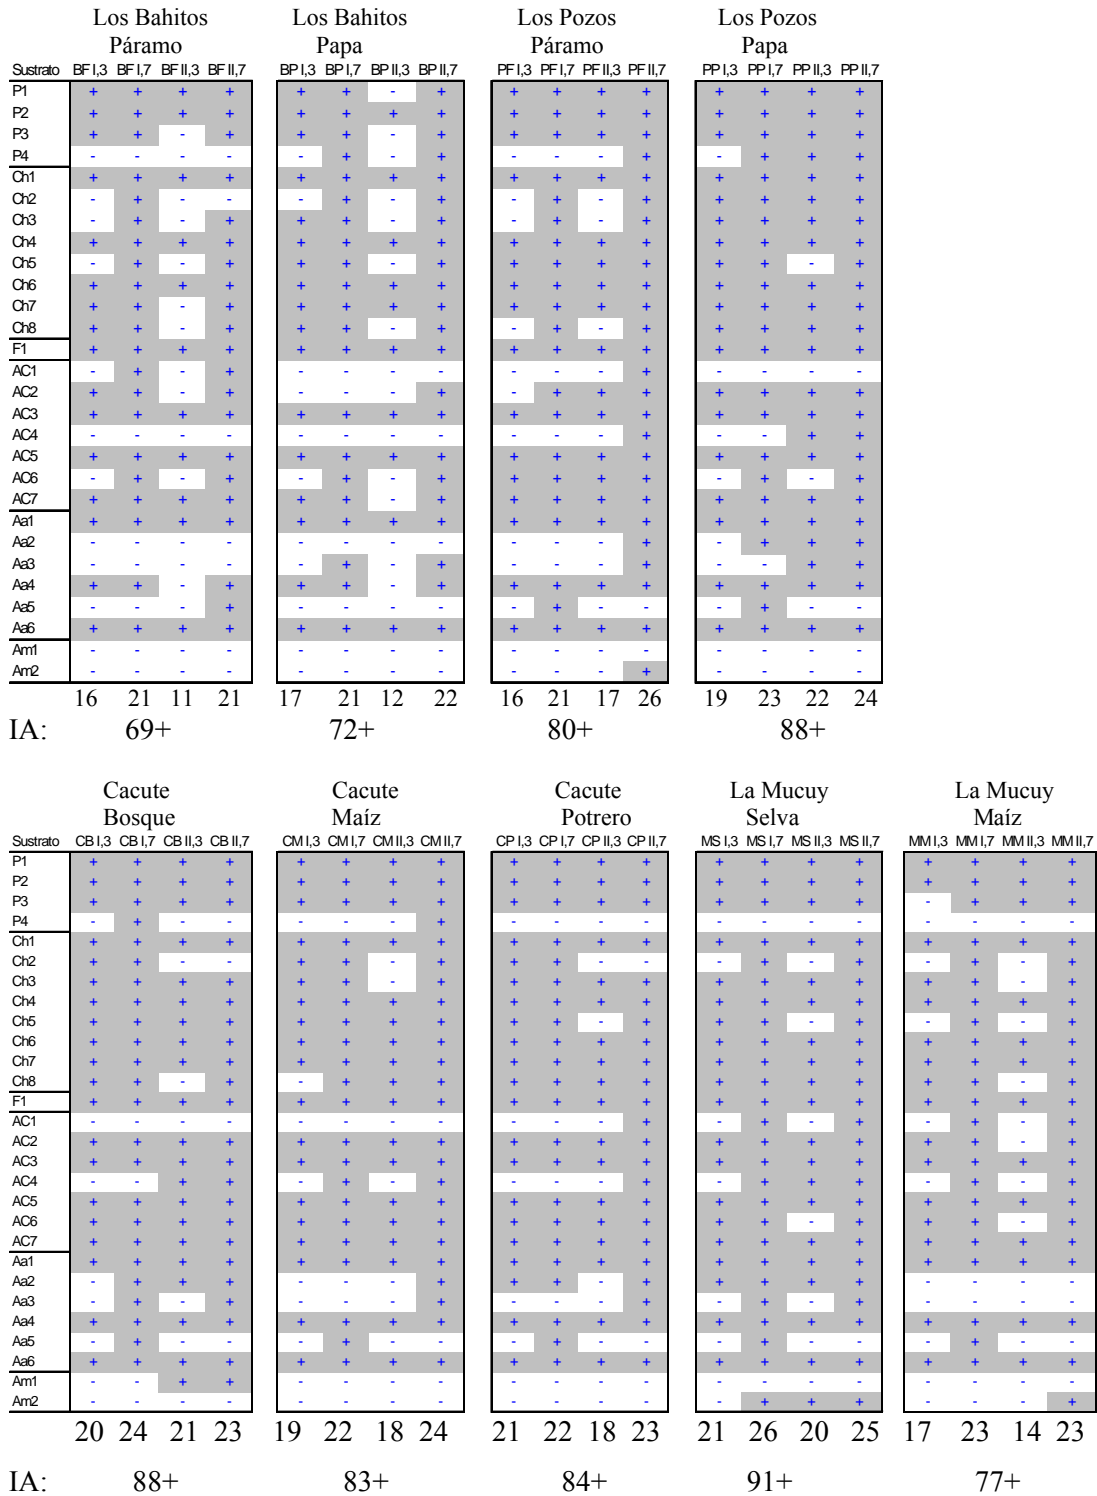 Los Bahitos Los Bahitos Los Pozos Los Pozos
Páramo Papa Páramo Papa
Sustrato BF I,3 BF I,7 BF II,3 BF II,7 BP I,3 BP I,7 BP II,3 BP II,7 PF I,3 PF I,7 PF II,3 PF II,7 PP I,3 PP I,7 PP II,3 PP II,7
P1 + + + + + + - + + + + + + + + +
P2 + + + + + + + + + + + + + + + +
P3 + + - + + + - + + + + + + + + +
P4 - - - - - + - + - - - + - + + +
Ch1 + + + + + + + + + + + + + + + +
Ch2 - + - - - + - + - + - + + + + +
Ch3 - + - + + + - + - + - + + + + +
Ch4 + + + + + + + + + + + + + + + +
Ch5 - + - + + + - + + + + + + + - +
Ch6 + + + + + + + + + + + + + + + +
Ch7 + + - + + + + + + + + + + + + +
Ch8 + + - + + + - + - + - + + + + +
F1 + + + + + + + + + + + + + + + +
AC1 - + - + - - - - - - - + - - - -
AC2 + + - + - - - + - + + + + + + +
AC3 + + + + + + + + + + + + + + + +
AC4 - - - - - - - - - - - + - - + +
AC5 + + + + + + + + + + + + + + + +
AC6 - + - + - + - + + + + + - + - +
AC7 + + + + + + - + + + + + + + + +
Aa1 + + + + + + + + + + + + + + + +
Aa2 - - - - - - - - - - - + - + + +
Aa3 - - - - - + - + - - - + - - + +
Aa4 + + - + + + - + + + + + + + + +
Aa5 - - - + - - - - - + - - - + - -
Aa6 + + + + + + + + + + + + + + + +
Am1 - - - - - - - - - - - - - - - -
Am2 - - - - - - - - - - - + - - - -
16 21 11 21 17 21 12 22 16 21 17 26 19 23 22 24
IA: 69+ 72+ 80+ 88+
Cacute Cacute Cacute La Mucuy La Mucuy
Bosque Maíz Potrero Selva Maíz
Sustrato CB I,3 CB I,7 CB II,3 CB II,7 CM I,3 CM I,7 CM II,3 CM II,7 CP I,3 CP I,7 CP II,3 CP II,7 MS I,3 MS I,7 MS II,3 MS II,7 MM I,3 MM I,7 MM II,3 MM II,7
P1 + + + + + + + + + + + + + + + + + + + +
P2 + + + + + + + + + + + + + + + + + + + +
P3 + + + + + + + + + + + + + + + + - + + +
P4 - + - - - - - + - - - - - - - - - - - -
Ch1 + + + + + + + + + + + + + + + + + + + +
Ch2 + + - - + + - + + + - - - + - + - + - +
Ch3 + + + + + + - + + + + + + + + + + + - +
Ch4 + + + + + + + + + + + + + + + + + + + +
Ch5 + + + + + + + + + + - + + + - + - + - +
Ch6 + + + + + + + + + + + + + + + + + + + +
Ch7 + + + + + + + + + + + + + + + + + + + +
Ch8 + + - + - + + + + + + + + + + + + + - +
F1 + + + + + + + + + + + + + + + + + + + +
AC1 - - - - - - - - - - - + - + - + - + - +
AC2 + + + + + + + + + + + + + + + + + + - +
AC3 + + + + + + + + + + + + + + + + + + + +
AC4 - - + + - + - + - - - + - + + + - + - +
AC5 + + + + + + + + + + + + + + + + + + + +
AC6 + + + + + + + + + + + + + + - + + + - +
AC7 + + + + + + + + + + + + + + + + + + + +
Aa1 + + + + + + + + + + + + + + + + + + + +
Aa2 - + + + - - - + + + - + + + + + - - - -
Aa3 - + - + - - - + - - - + - + - + - - - -
Aa4 + + + + + + + + + + + + + + + + + + + +
Aa5 - + - - - + - - - + - - - + - - - + - -
Aa6 + + + + + + + + + + + + + + + + + + + +
Am1 - - + + - - - - - - - - - - - - - - - -
Am2 - - - - - - - - - - - - - + + + - - - +
20 24 21 23 19 22 18 24 21 22 18 23 21 26 20 25 17 23 14 23
IA: 88+ 83+ 84+ 91+ 77+